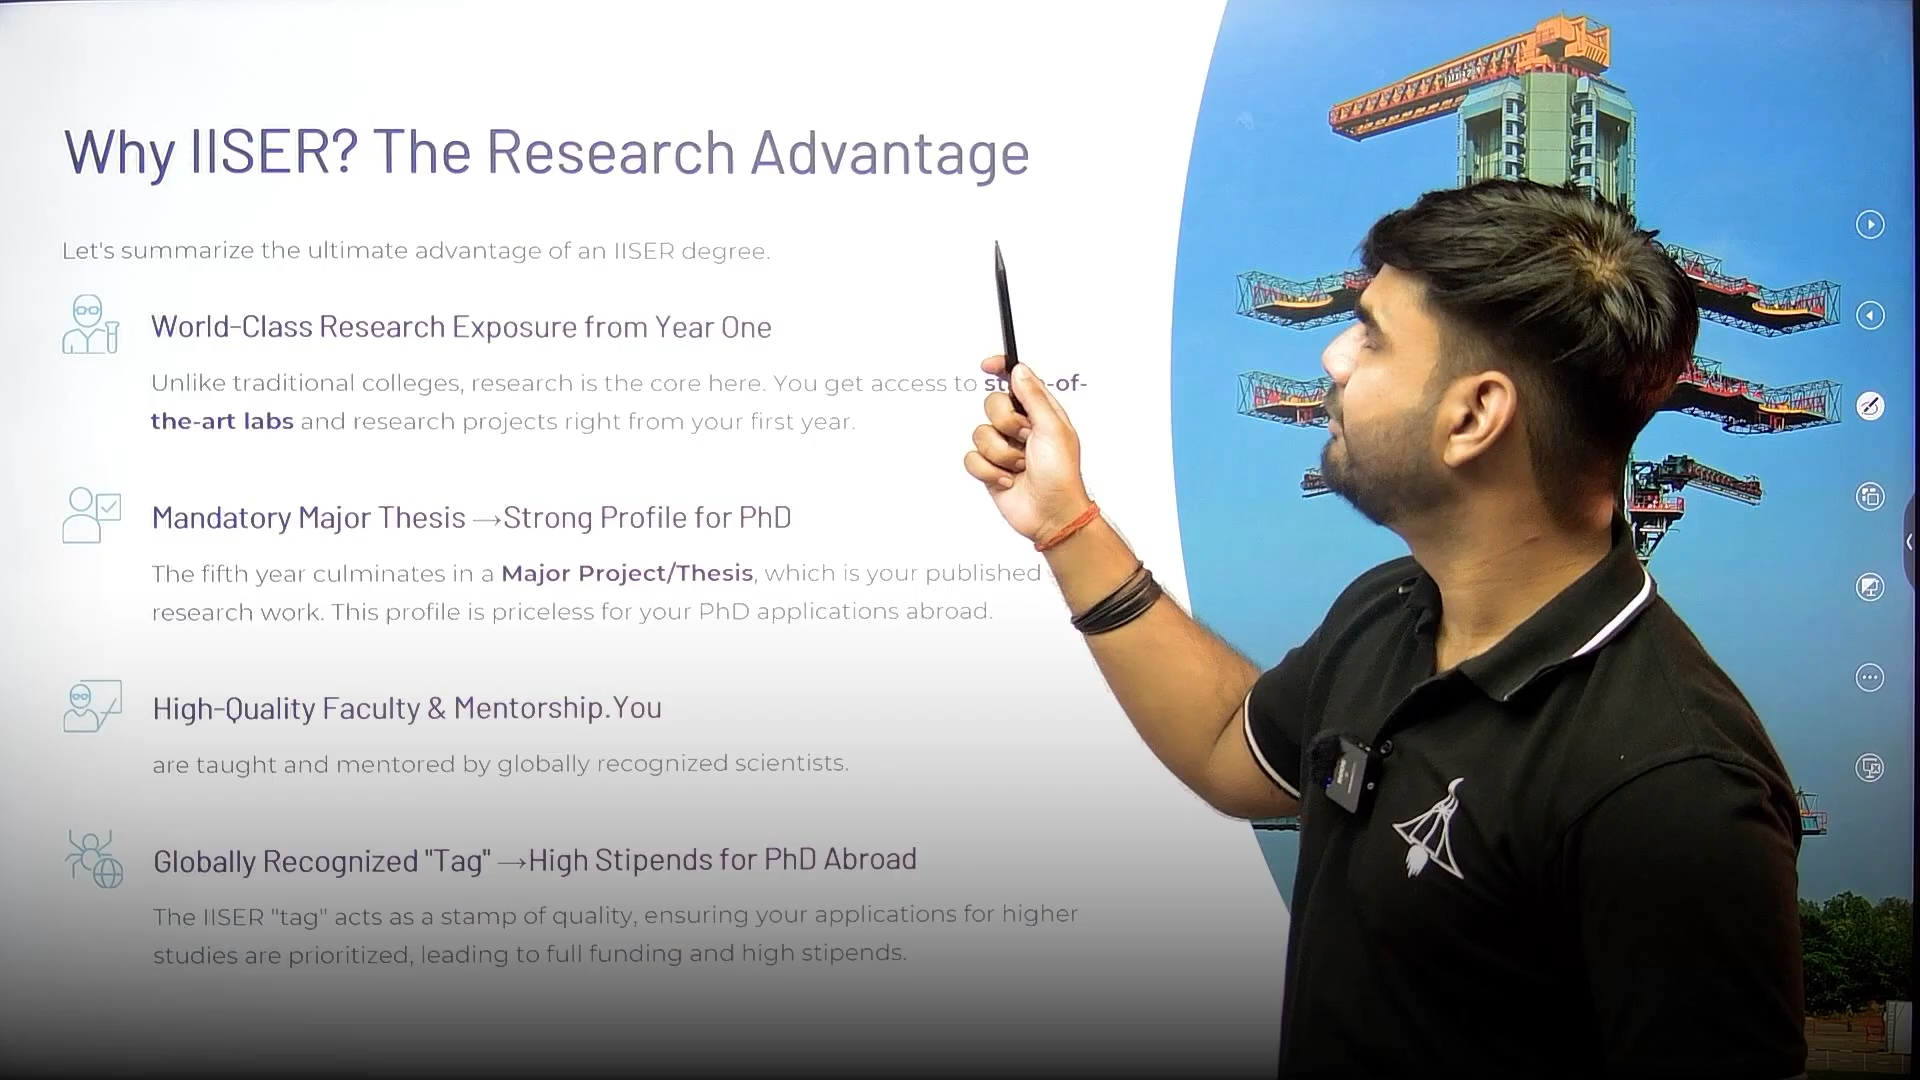 Why IISER? The Research Advantage
Let's summarize the ultimate advantage of an IISER degree.
World-Class Research Exposure from Year One
Unlike traditional colleges, research is the core here. You get access to -of-
the-art labs and research projects right from your first year.
Mandatory Major Thesis →Strong Profile for PhD
The fifth year culminates in a Major Project/Thesis, which is your published
research work. This profile is priceless for your PhD applications abroad.
High-Quality Faculty & Mentorship.You
are taught and mentored by globally recognized scientists.
Globally Recognized "Tag" →High Stipends for PhD Abroad
The IISER "tag" acts as a stamp of quality, ensuring your applications for higher
studies are prioritized, leading to full funding and high stipends.